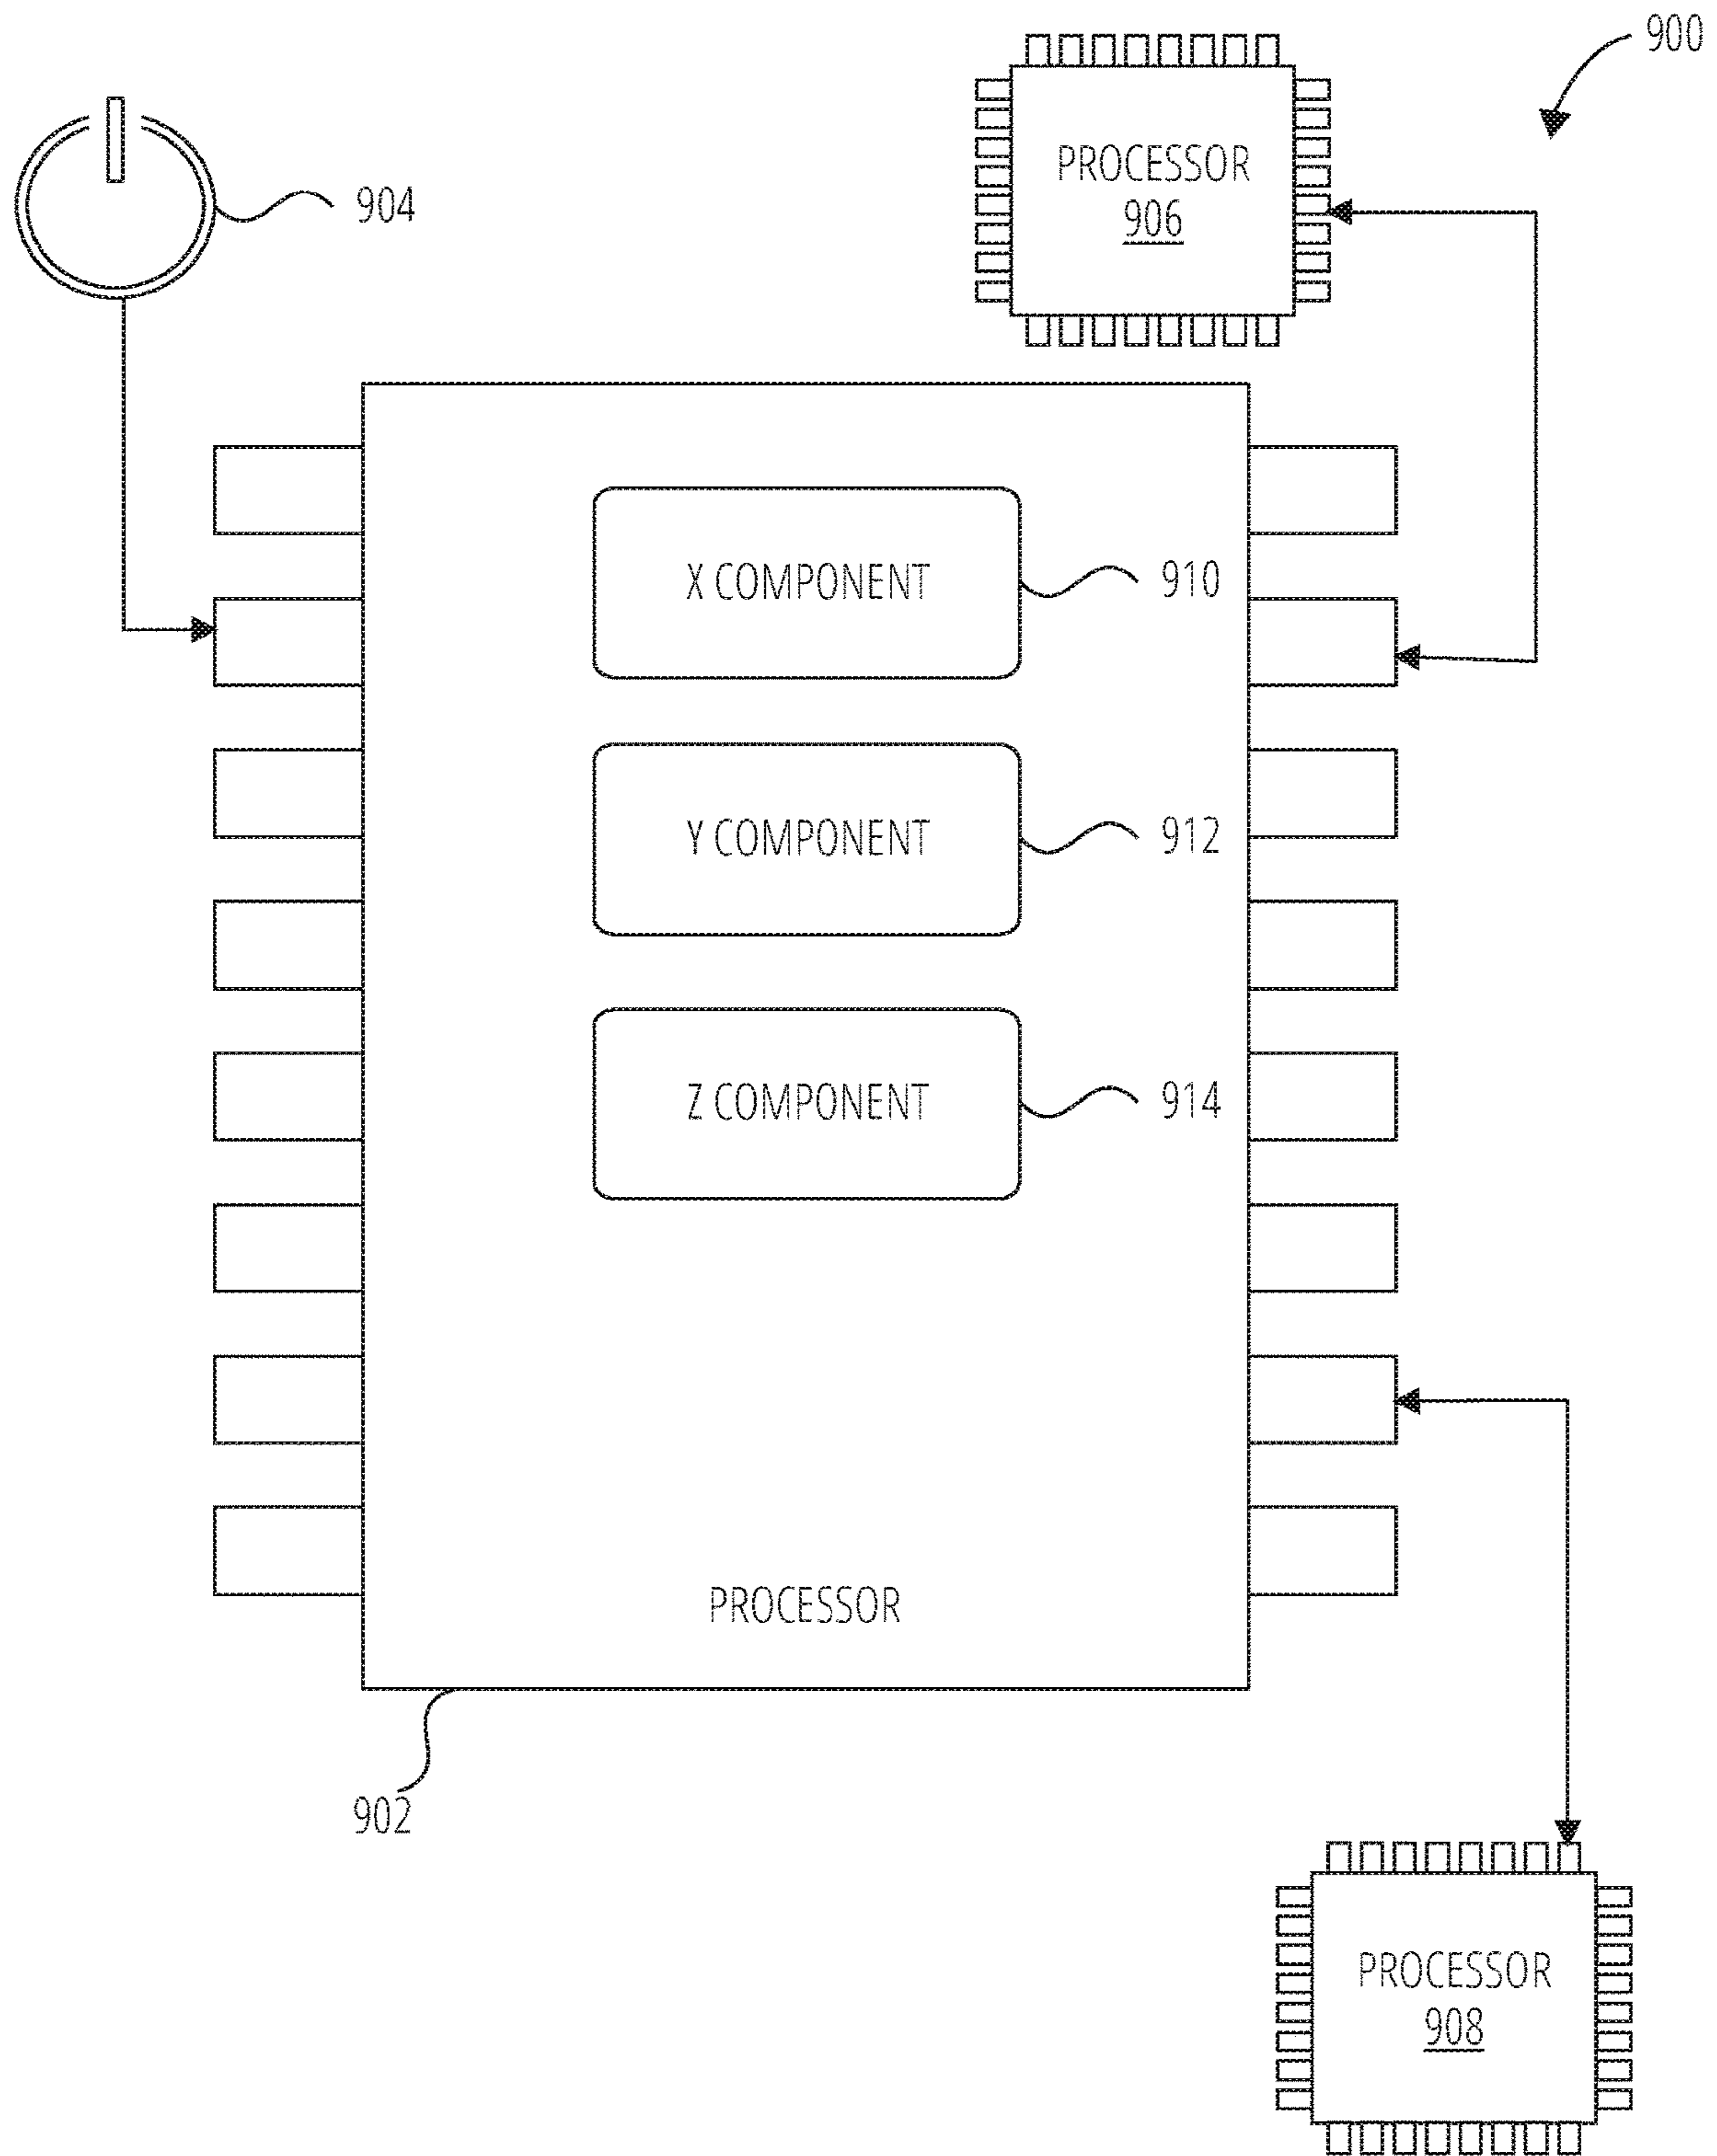 900
PROCESSOR
906
904
X COMPONENT
910
Y COMPONENT
912
Z COMPONENT
914
PROCESSOR
902
PROCESSOR
908